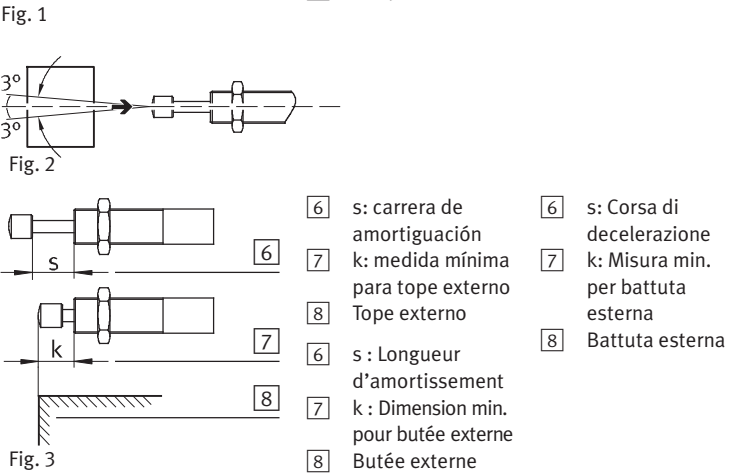 Fig. 1
3°
3°
Fig. 2
s
6
k
7
8
Fig. 3
6 s: carrera de
amortiguación
7 k: medida mínima
para tope externo
8 Tope externo
6 s : Longueur
d'amortissement
7 k : Dimension min.
pour butée externe
8 Butée externe
6 s: Corsa di
decelerazione
7 k: Misura min.
per battuta
esterna
8 Battuta esterna